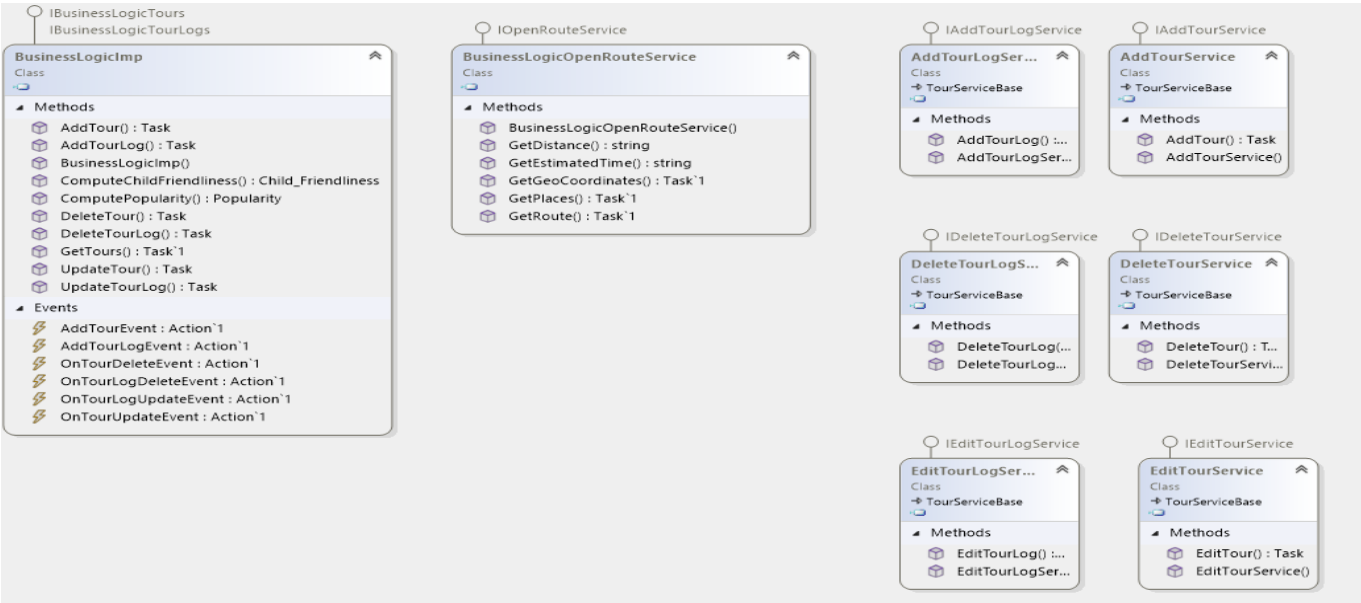 IBusinessLogicTours
IBusinessLogicTourLogs
BusinessLogicImp
Class
Methods
AddTour() : Task
AddTourLog() : Task
BusinessLogicImp()
ComputeChildFriendliness() : Child_Friendliness
ComputePopularity() : Popularity
DeleteTour() : Task
DeleteTourLog() : Task
GetTours() : Task`1
UpdateTour() : Task
UpdateTourLog() : Task
Events
AddTourEvent : Action`1
AddTourLogEvent : Action`1
OnTourDeleteEvent : Action`1
OnTourLogDeleteEvent : Action`1
OnTourLogUpdateEvent : Action`1
OnTourUpdateEvent : Action`1
IOpenRouteService
BusinessLogicOpenRouteService
Class
Methods
BusinessLogicOpenRouteService()
GetDistance() : string
GetEstimatedTime() : string
GetGeoCoordinates() : Task`1
GetPlaces() : Task`1
GetRoute() : Task`1
IAddTourLogService
AddTourLogSer...
Class
TourServiceBase
Methods
AddTourLog() :...
AddTourLogSer...
IAddTourService
AddTourService
Class
TourServiceBase
Methods
AddTour() : Task
AddTourService()
IDeleteTourLogService
DeleteTourLogS...
Class
TourServiceBase
Methods
DeleteTourLog(...
DeleteTourLog...
IDeleteTourService
DeleteTourService
Class
TourServiceBase
Methods
DeleteTour() : T...
DeleteTourServi...
IEditTourLogService
EditTourLogSer...
Class
TourServiceBase
Methods
EditTourLog() :...
EditTourLogSer...
IEditTourService
EditTourService
Class
TourServiceBase
Methods
EditTour() : Task
EditTourService()